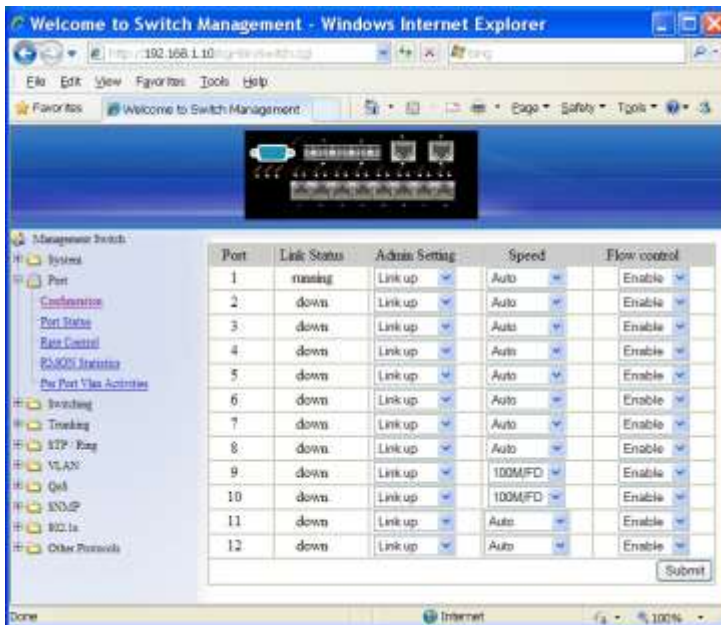 Welcome to Switch Management - Windows Internet Explorer
192.168.1.10
File Edit View Favorites Tools Help
Favorites Welcome to Switch Management Page Safety Tools
Management Switch
System
Port
Configuration
Port Status
Rate Control
RMON Statistics
Per Port Vlan Activities
Switching
Trunking
STP Ring
VLAN
QoS
SNMP
802.1x
Other Protocols
Port Link Status Admin Setting Speed Flow control
1 running Link up Auto Enable
2 down Link up Auto Enable
3 down Link up Auto Enable
4 down Link up Auto Enable
5 down Link up Auto Enable
6 down Link up Auto Enable
7 down Link up Auto Enable
8 down Link up Auto Enable
9 down Link up 100M/FD Enable
10 down Link up 100M/FD Enable
11 down Link up Auto Enable
12 down Link up Auto Enable
Submit
Done Internet 100%